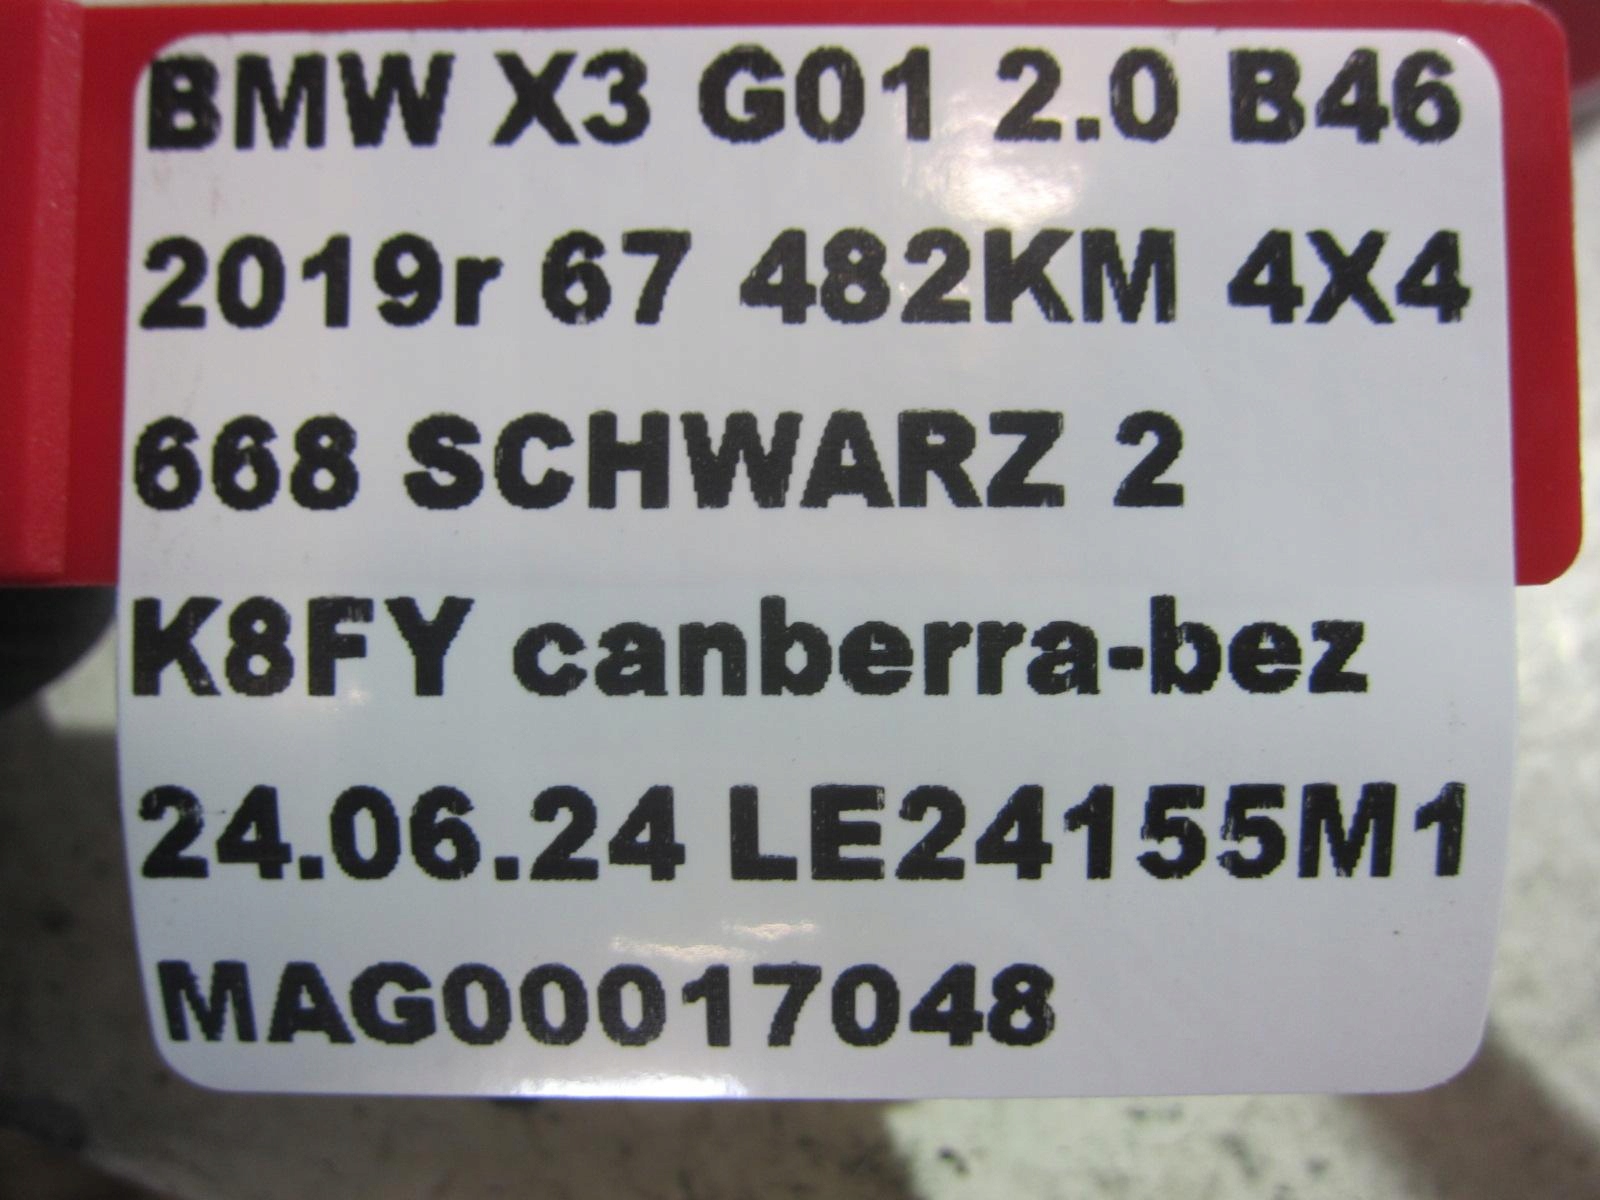 BMW X3 G01 2.0 B46
2019r 67 482KM 4X4
668 SCHWARZ 2
K8FY canberra-bez
24.06.24 LE24155M1
MAG00017048